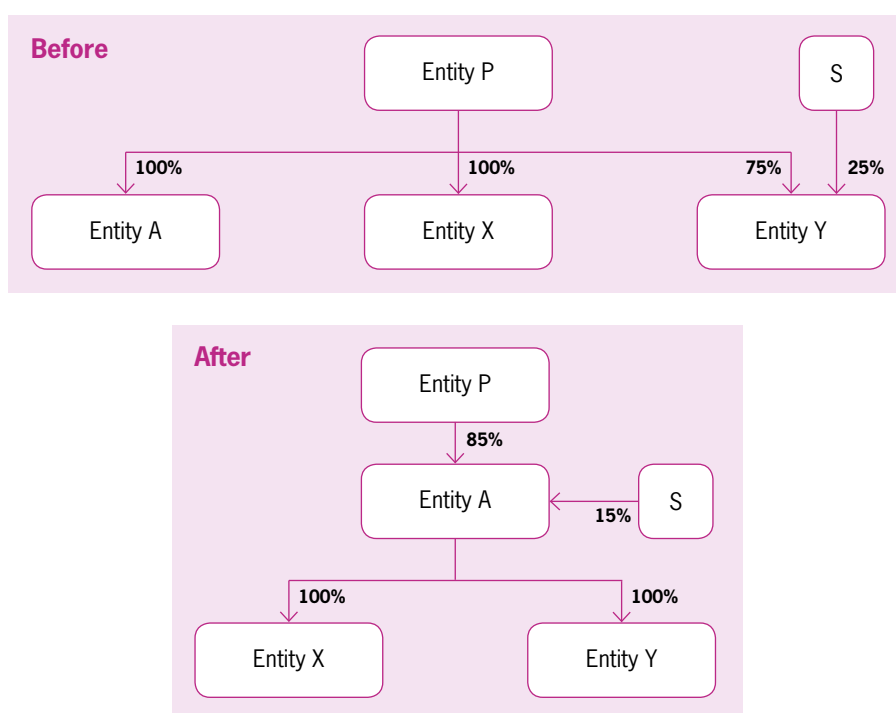 Before
Entity P
S
100%
100%
75%
25%
Entity A
Entity X
Entity Y
After
Entity P
85%
Entity A
S
15%
100%
100%
Entity X
Entity Y